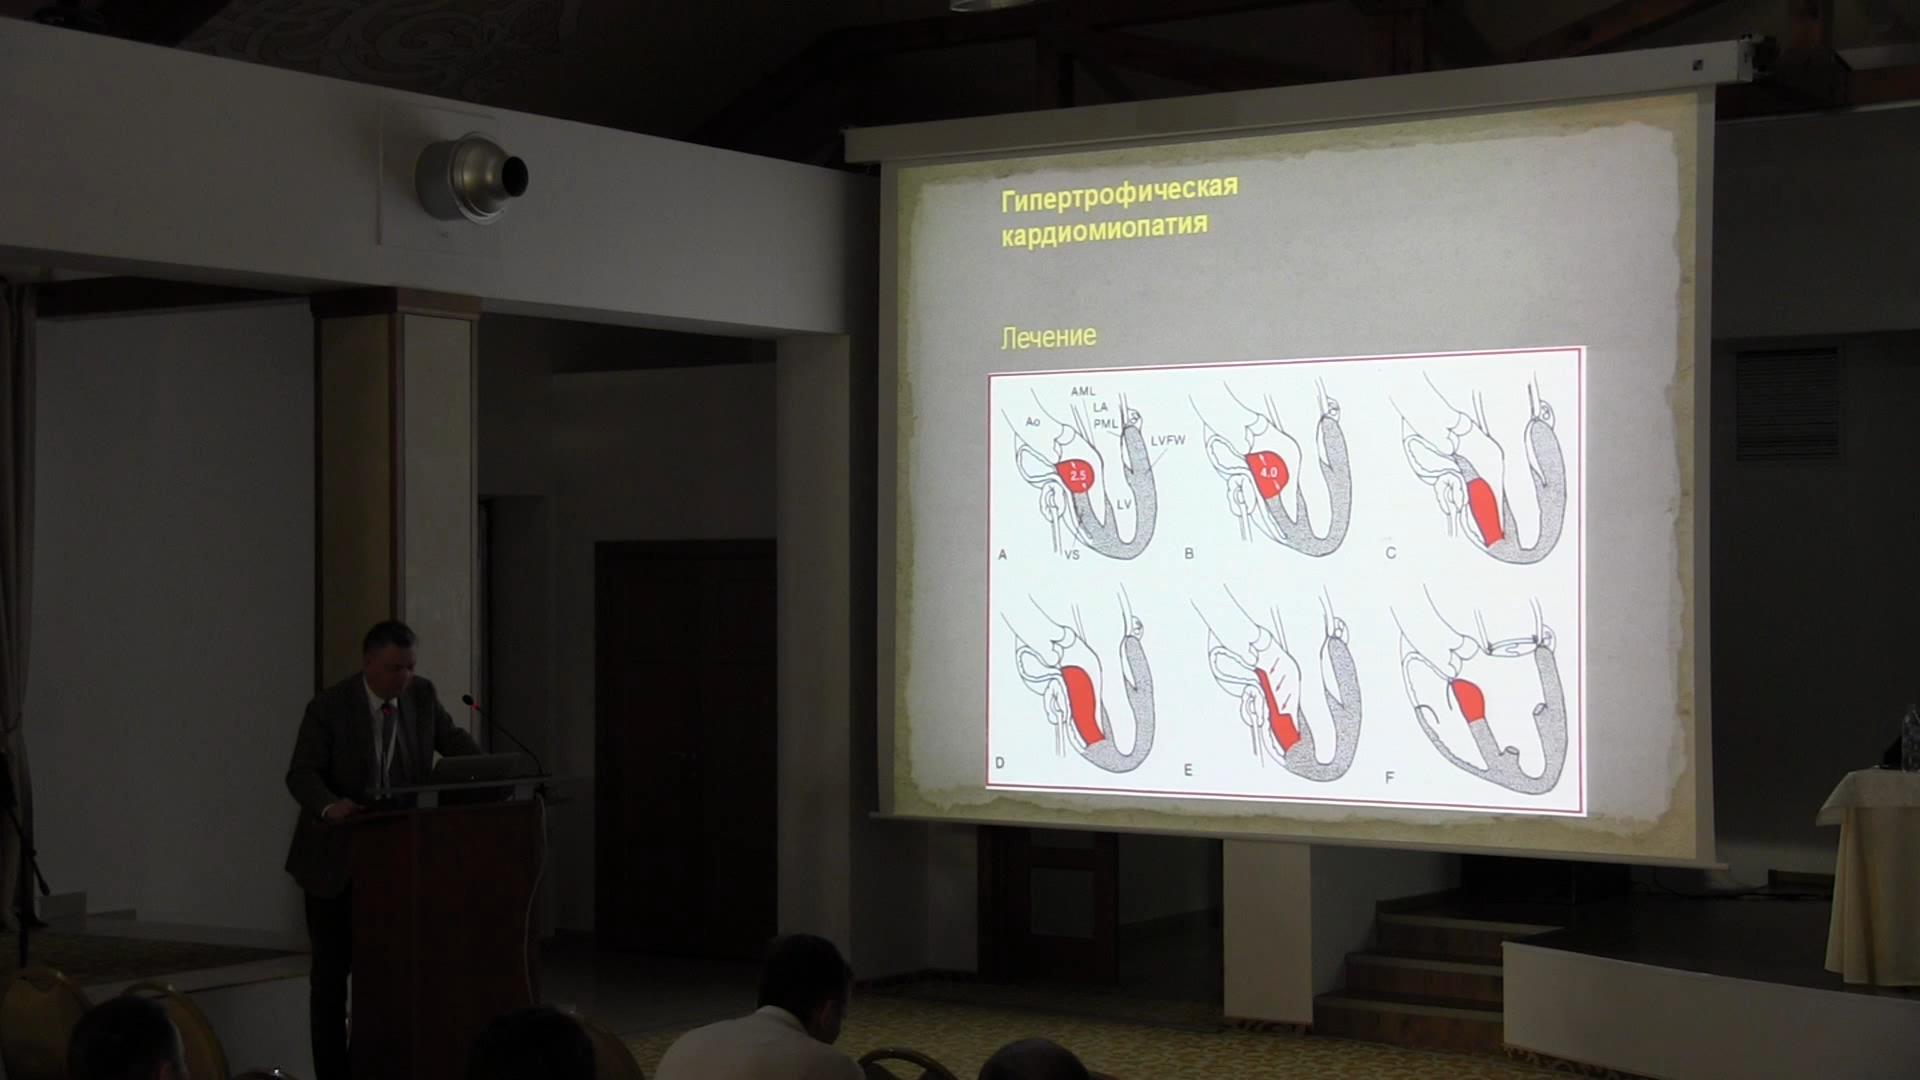 Гипертрофическая
кардиомиопатия
Лечение
AML
Ao
LA
PML
LVFW
2.5
LV
A
VS
4.0
B
C
D
E
F